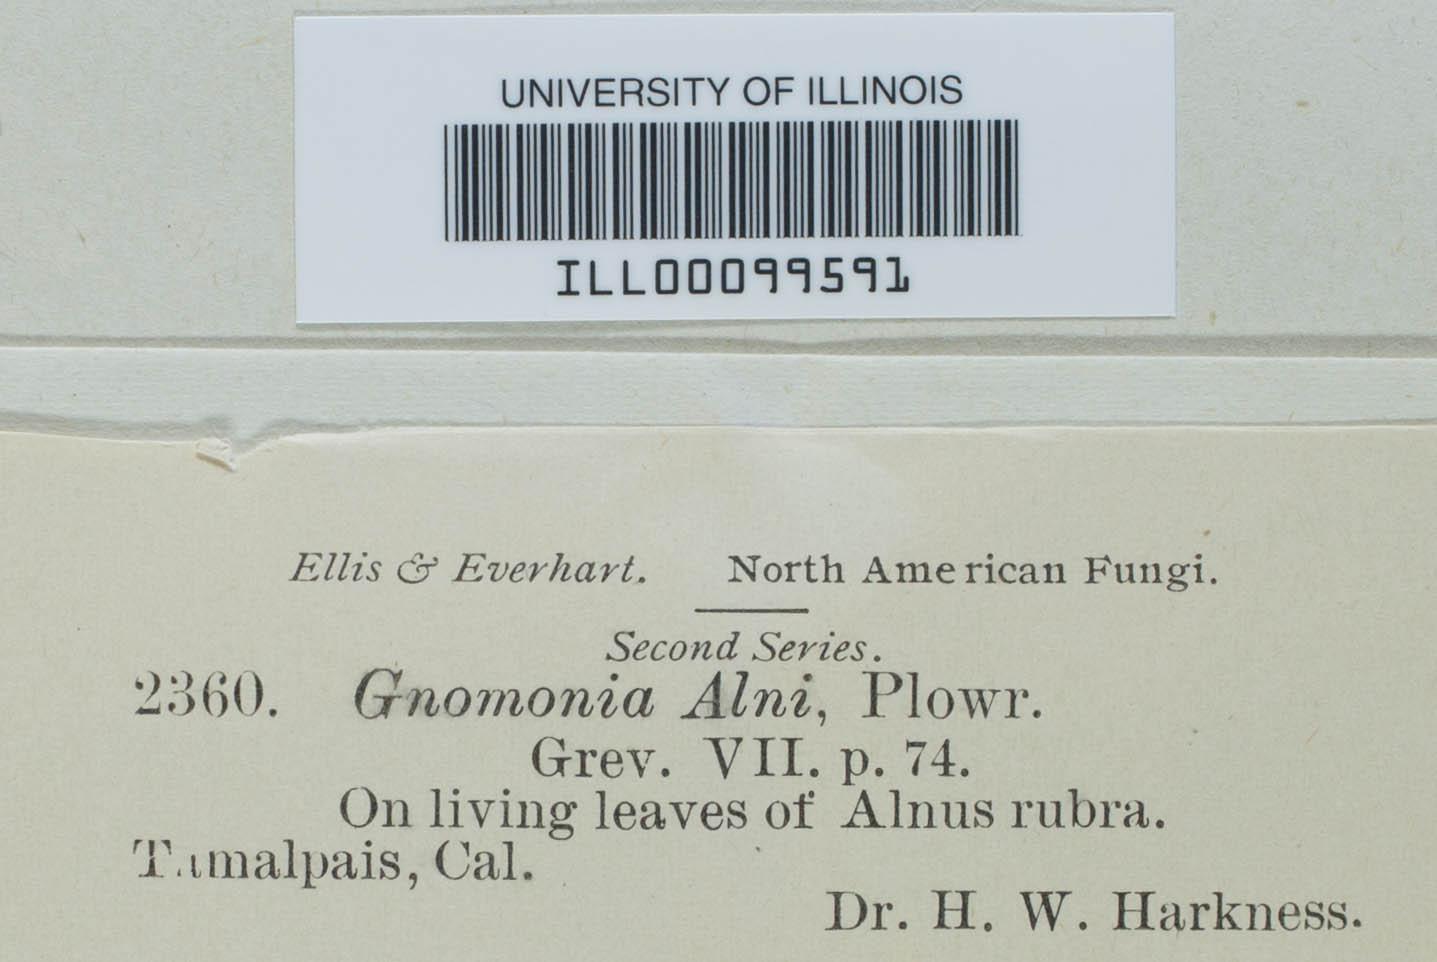 UNIVERSITY OF ILLINOIS
ILL00099591
Ellis & Everhart. North American Fungi.
Second Series.
2360. Gnomonia Alni, Plowr.
Grev. VII. p. 74.
On living leaves of Alnus rubra.
Tamalpais, Cal.
Dr. H. W. Harkness.